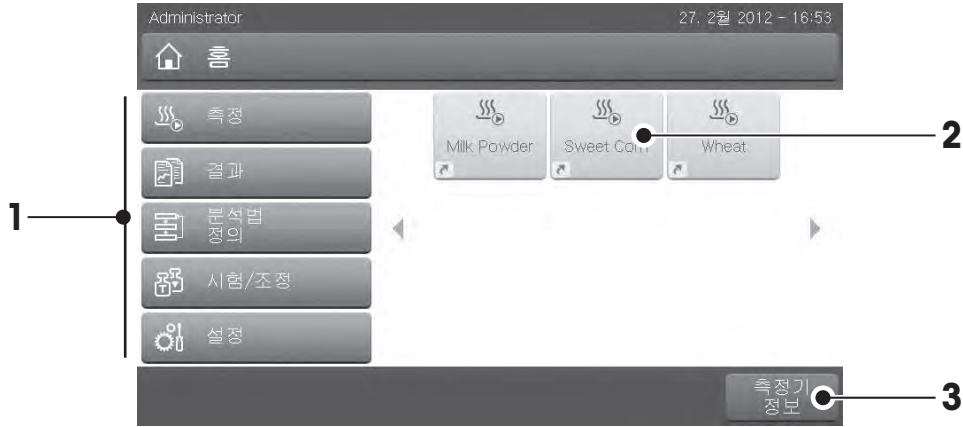 Administrator
27. 2월 2012 - 16:53
홈
측정
결과
분석법
정의
시험/조정
설정
Milk Powder
Sweet Corn
Wheat
측정기
정보
1
2
3